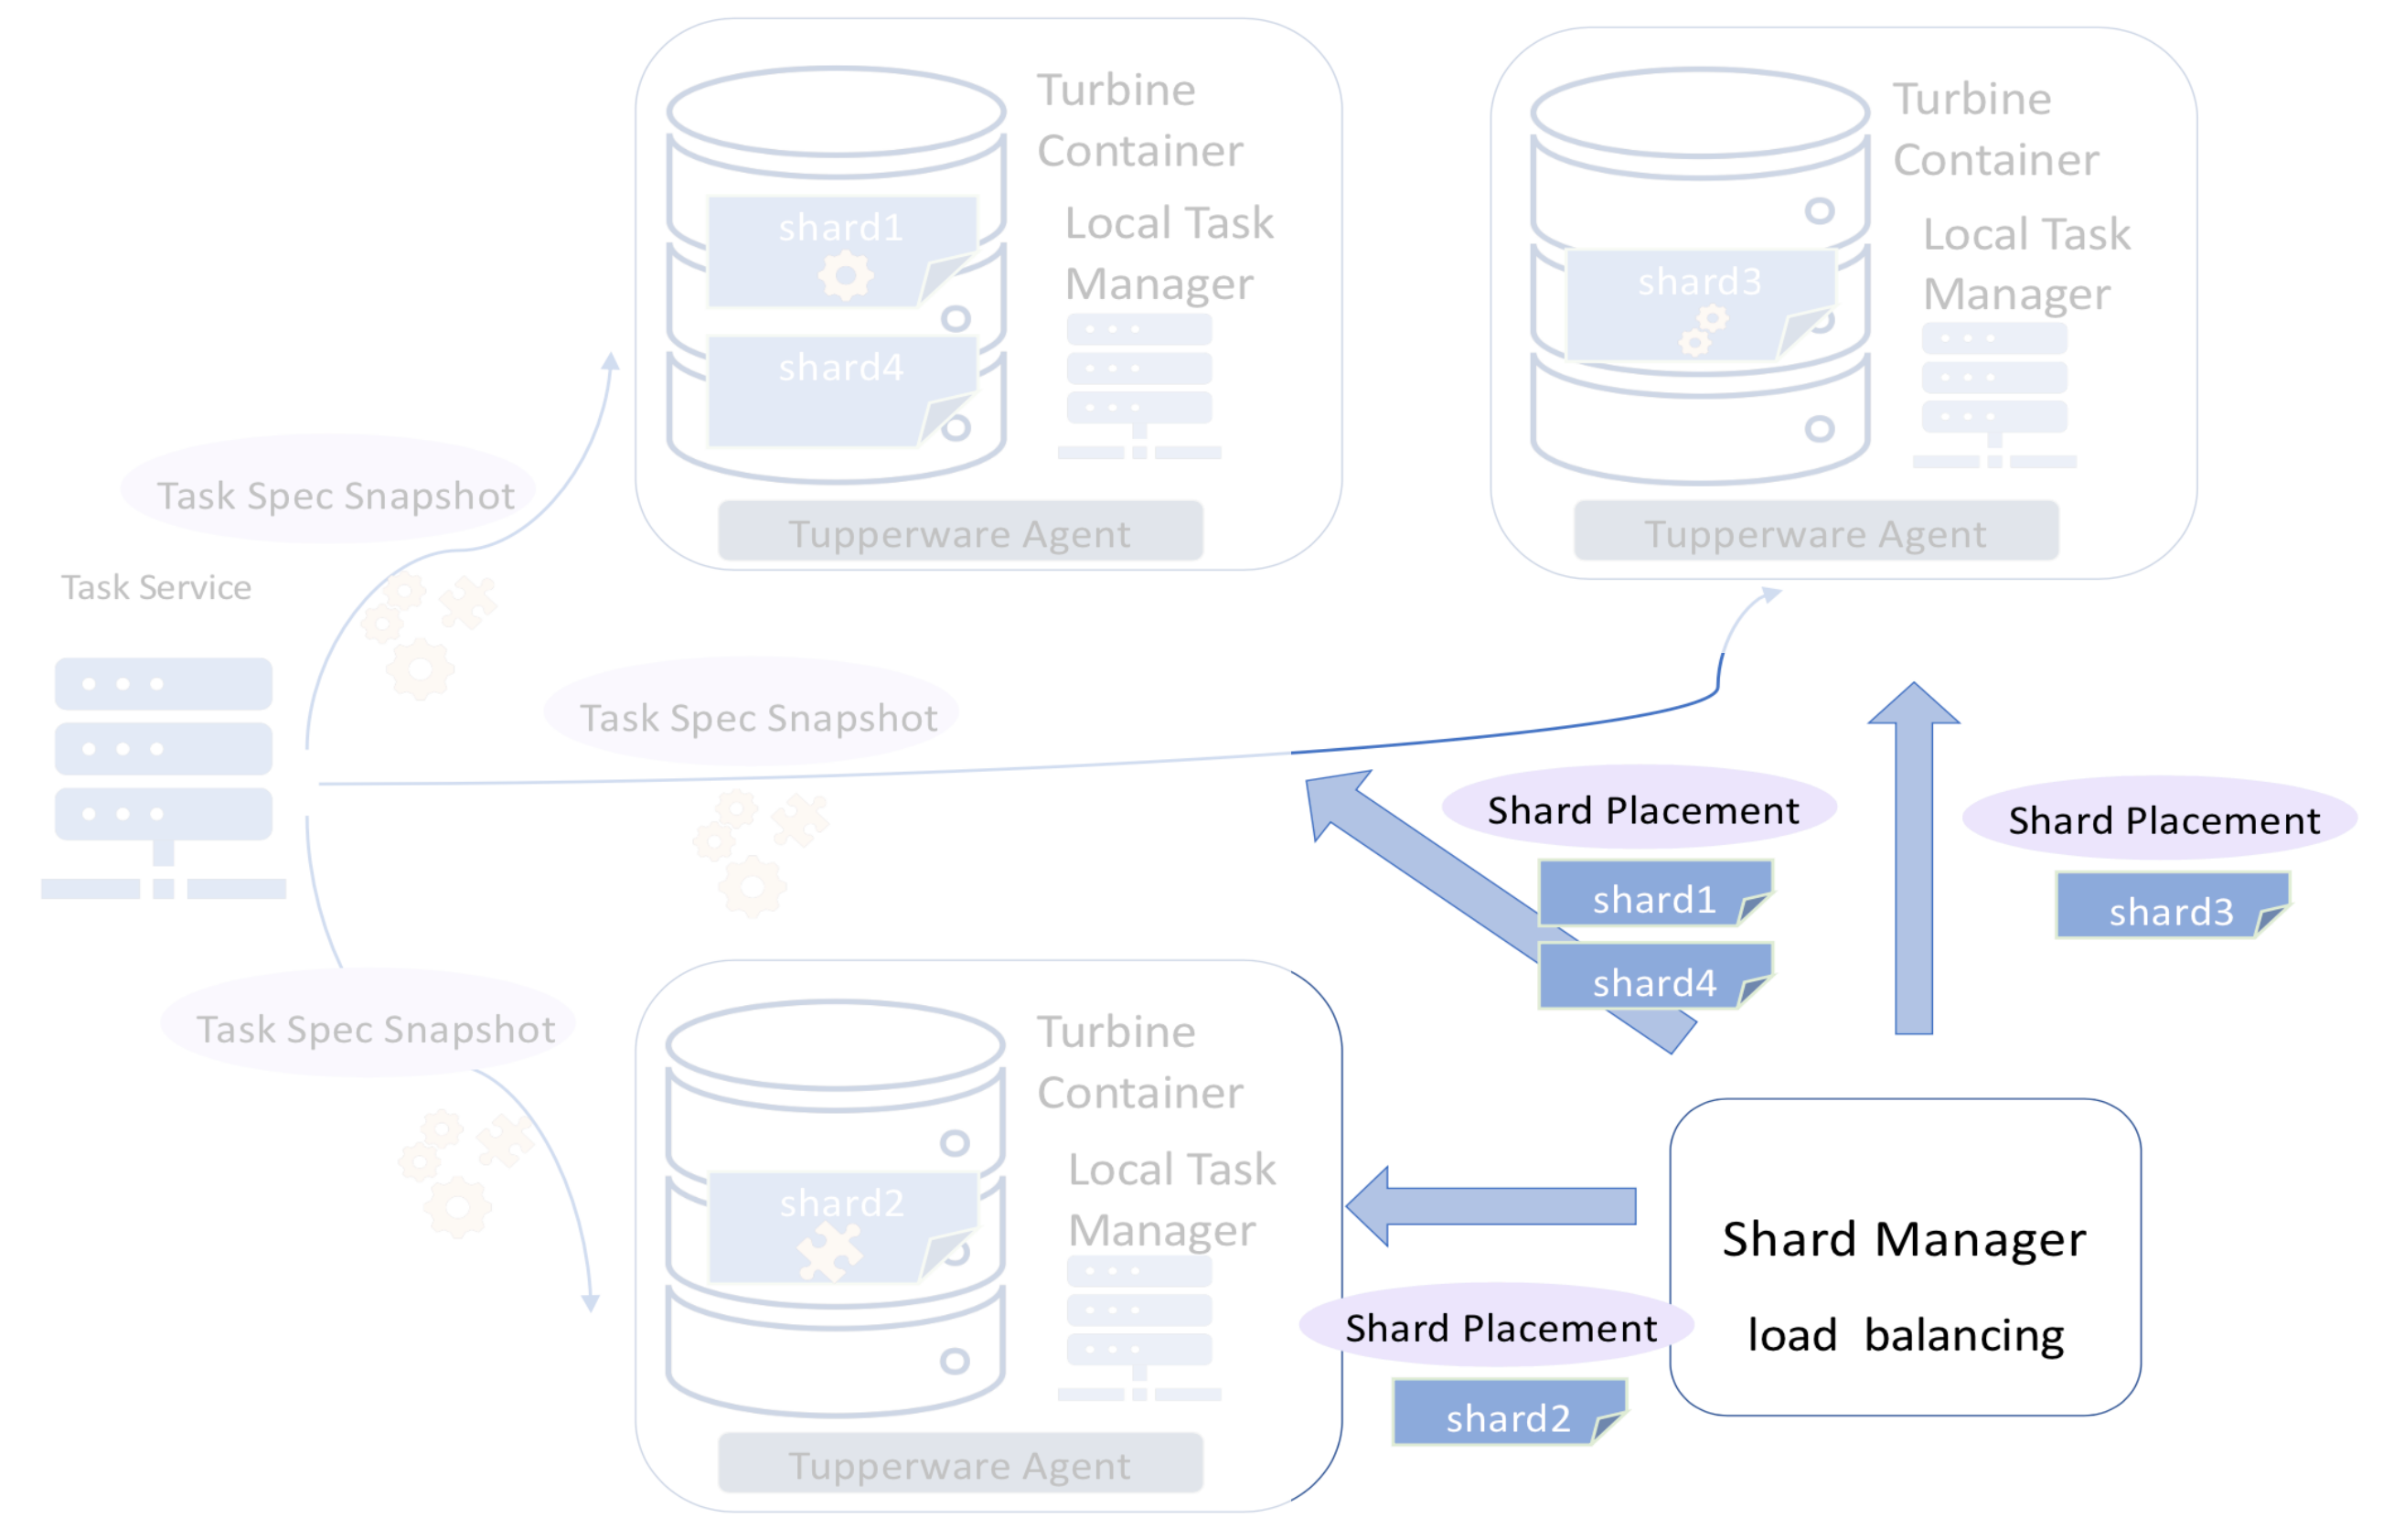 Turbine
Container
Local Task
Manager
shard1
shard4
Tupperware Agent
Turbine
Container
Local Task
Manager
shard3
Tupperware Agent
Task Spec Snapshot
Task Service
Task Spec Snapshot
Task Spec Snapshot
Shard Placement
shard1
shard4
Shard Placement
shard3
Turbine
Container
Local Task
Manager
shard2
Tupperware Agent
Shard Placement
shard2
Shard Manager
load balancing